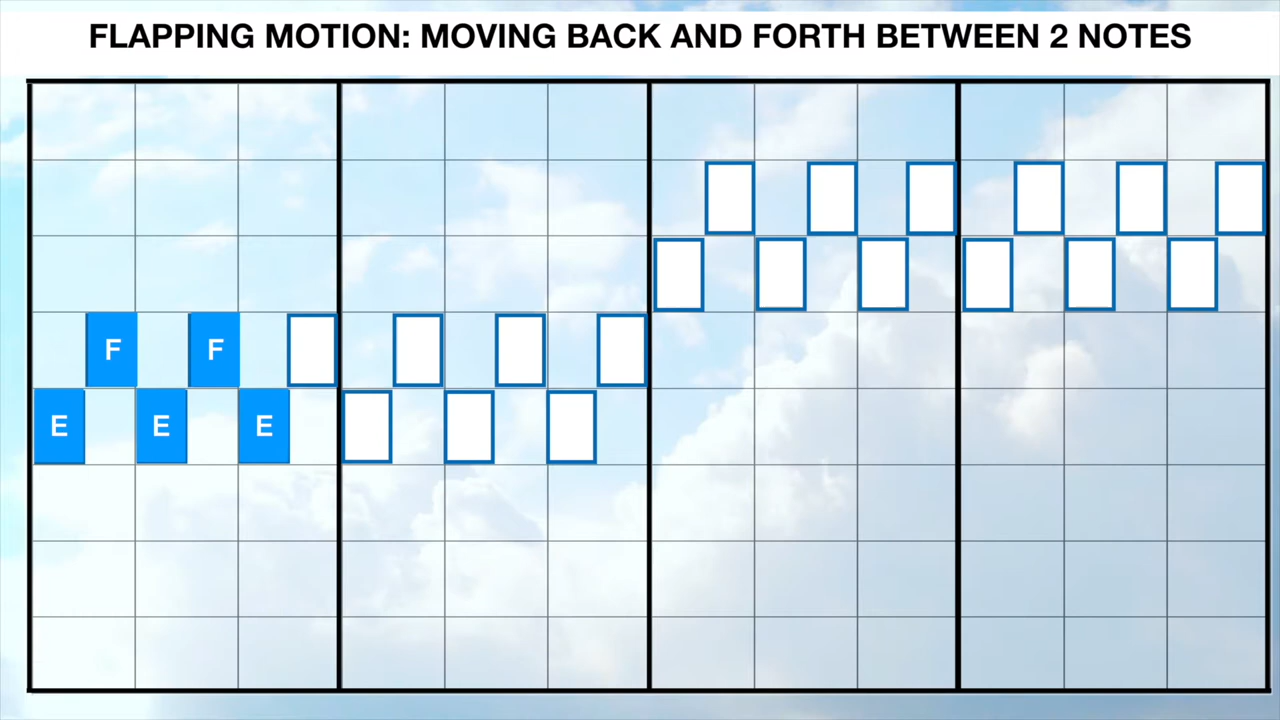 FLAPPING MOTION: MOVING BACK AND FORTH BETWEEN 2 NOTES
F F
E E E